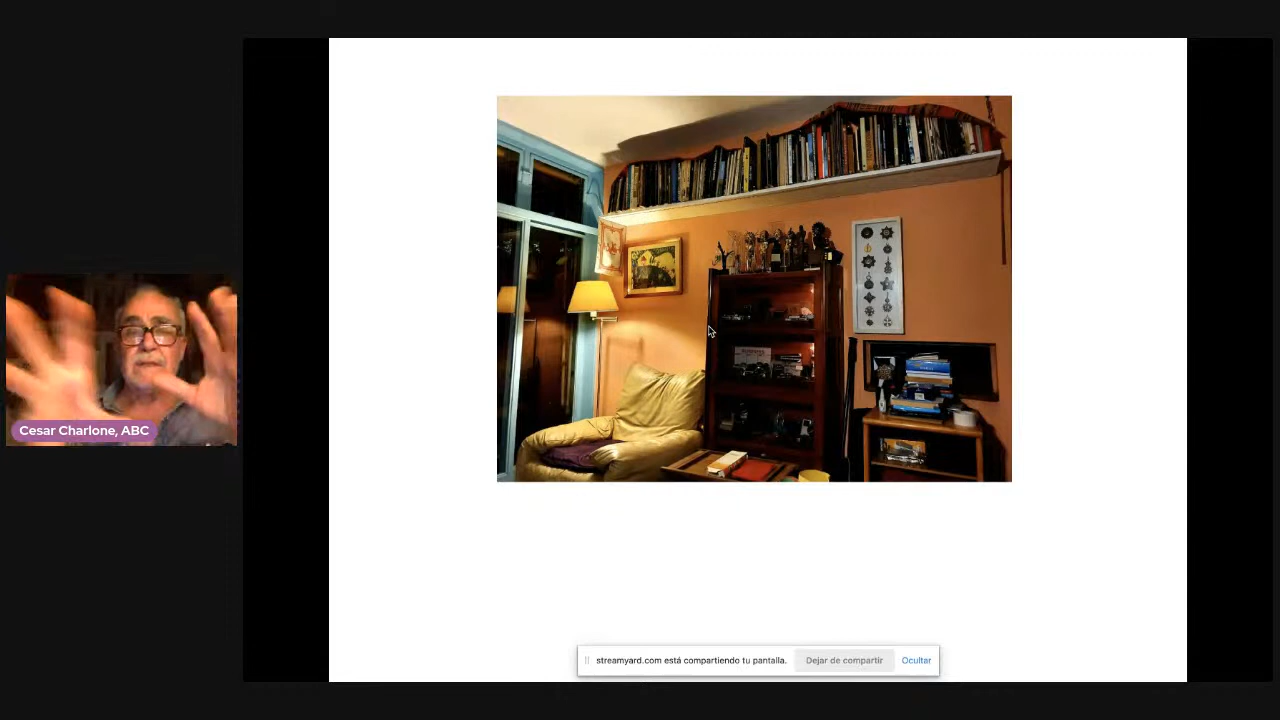 Cesar Charlone, ABC
streamyard.com está compartiendo tu pantalla.
Dejar de compartir
Ocultar